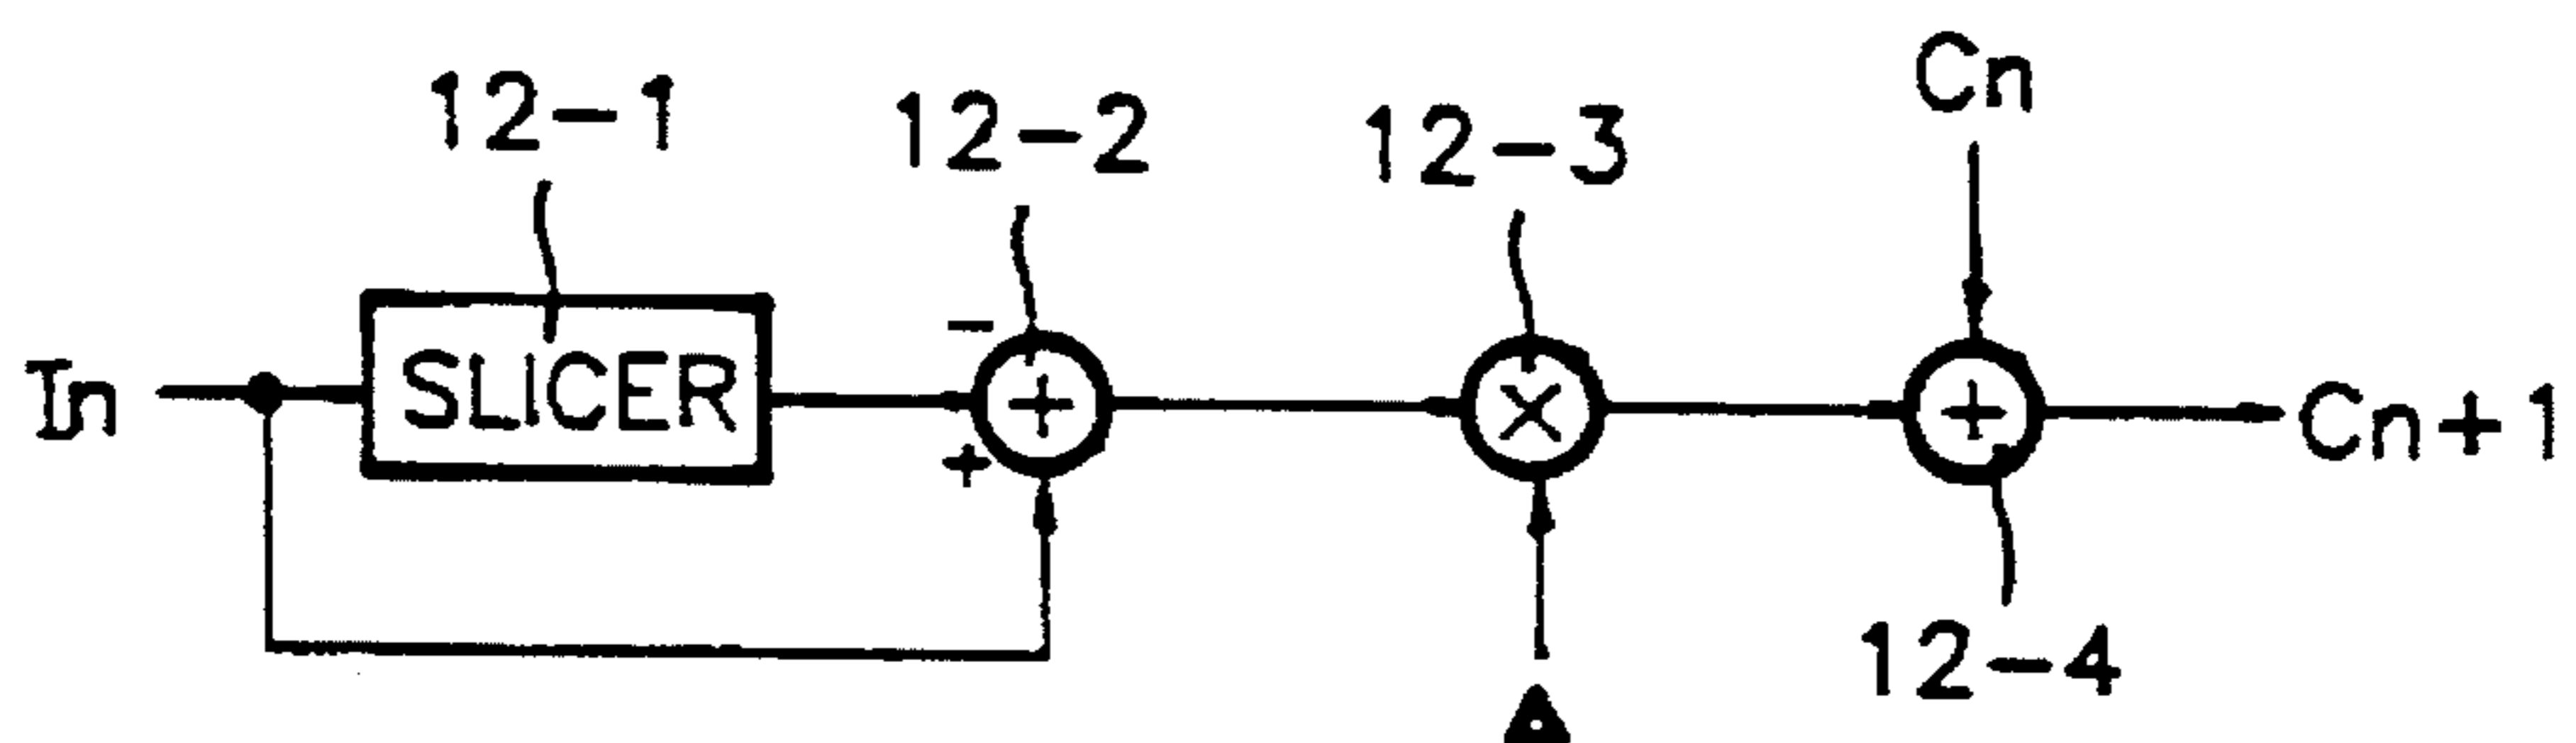 Cn
12-1
12-2
12-3
In
SLICER
-
+
+
×
+
Cn+1
12-4